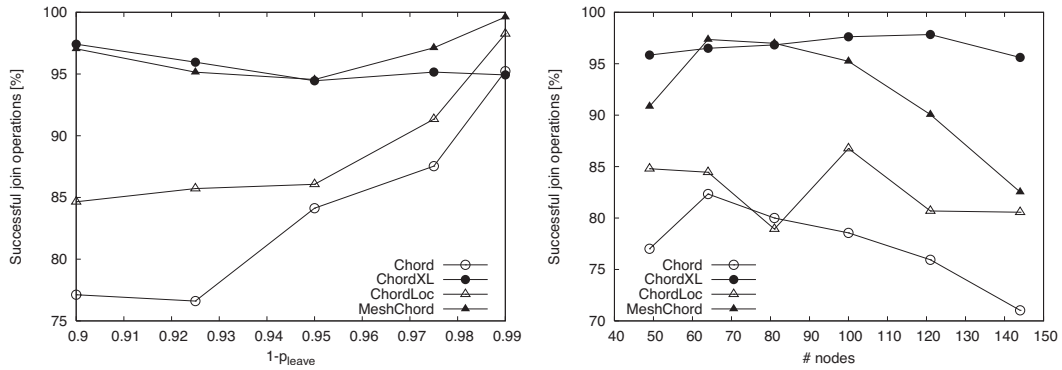 Successful join operations [%]
100
95
90
85
80
75
0.9
0.91
0.92
0.93
0.94
0.95
0.96
0.97
0.98
0.99
1-pleave
Chord
ChordXL
ChordLoc
MeshChord
Successful join operations [%]
100
95
90
85
80
75
70
40
50
60
70
80
90
100
110
120
130
140
150
# nodes
Chord
ChordXL
ChordLoc
MeshChord